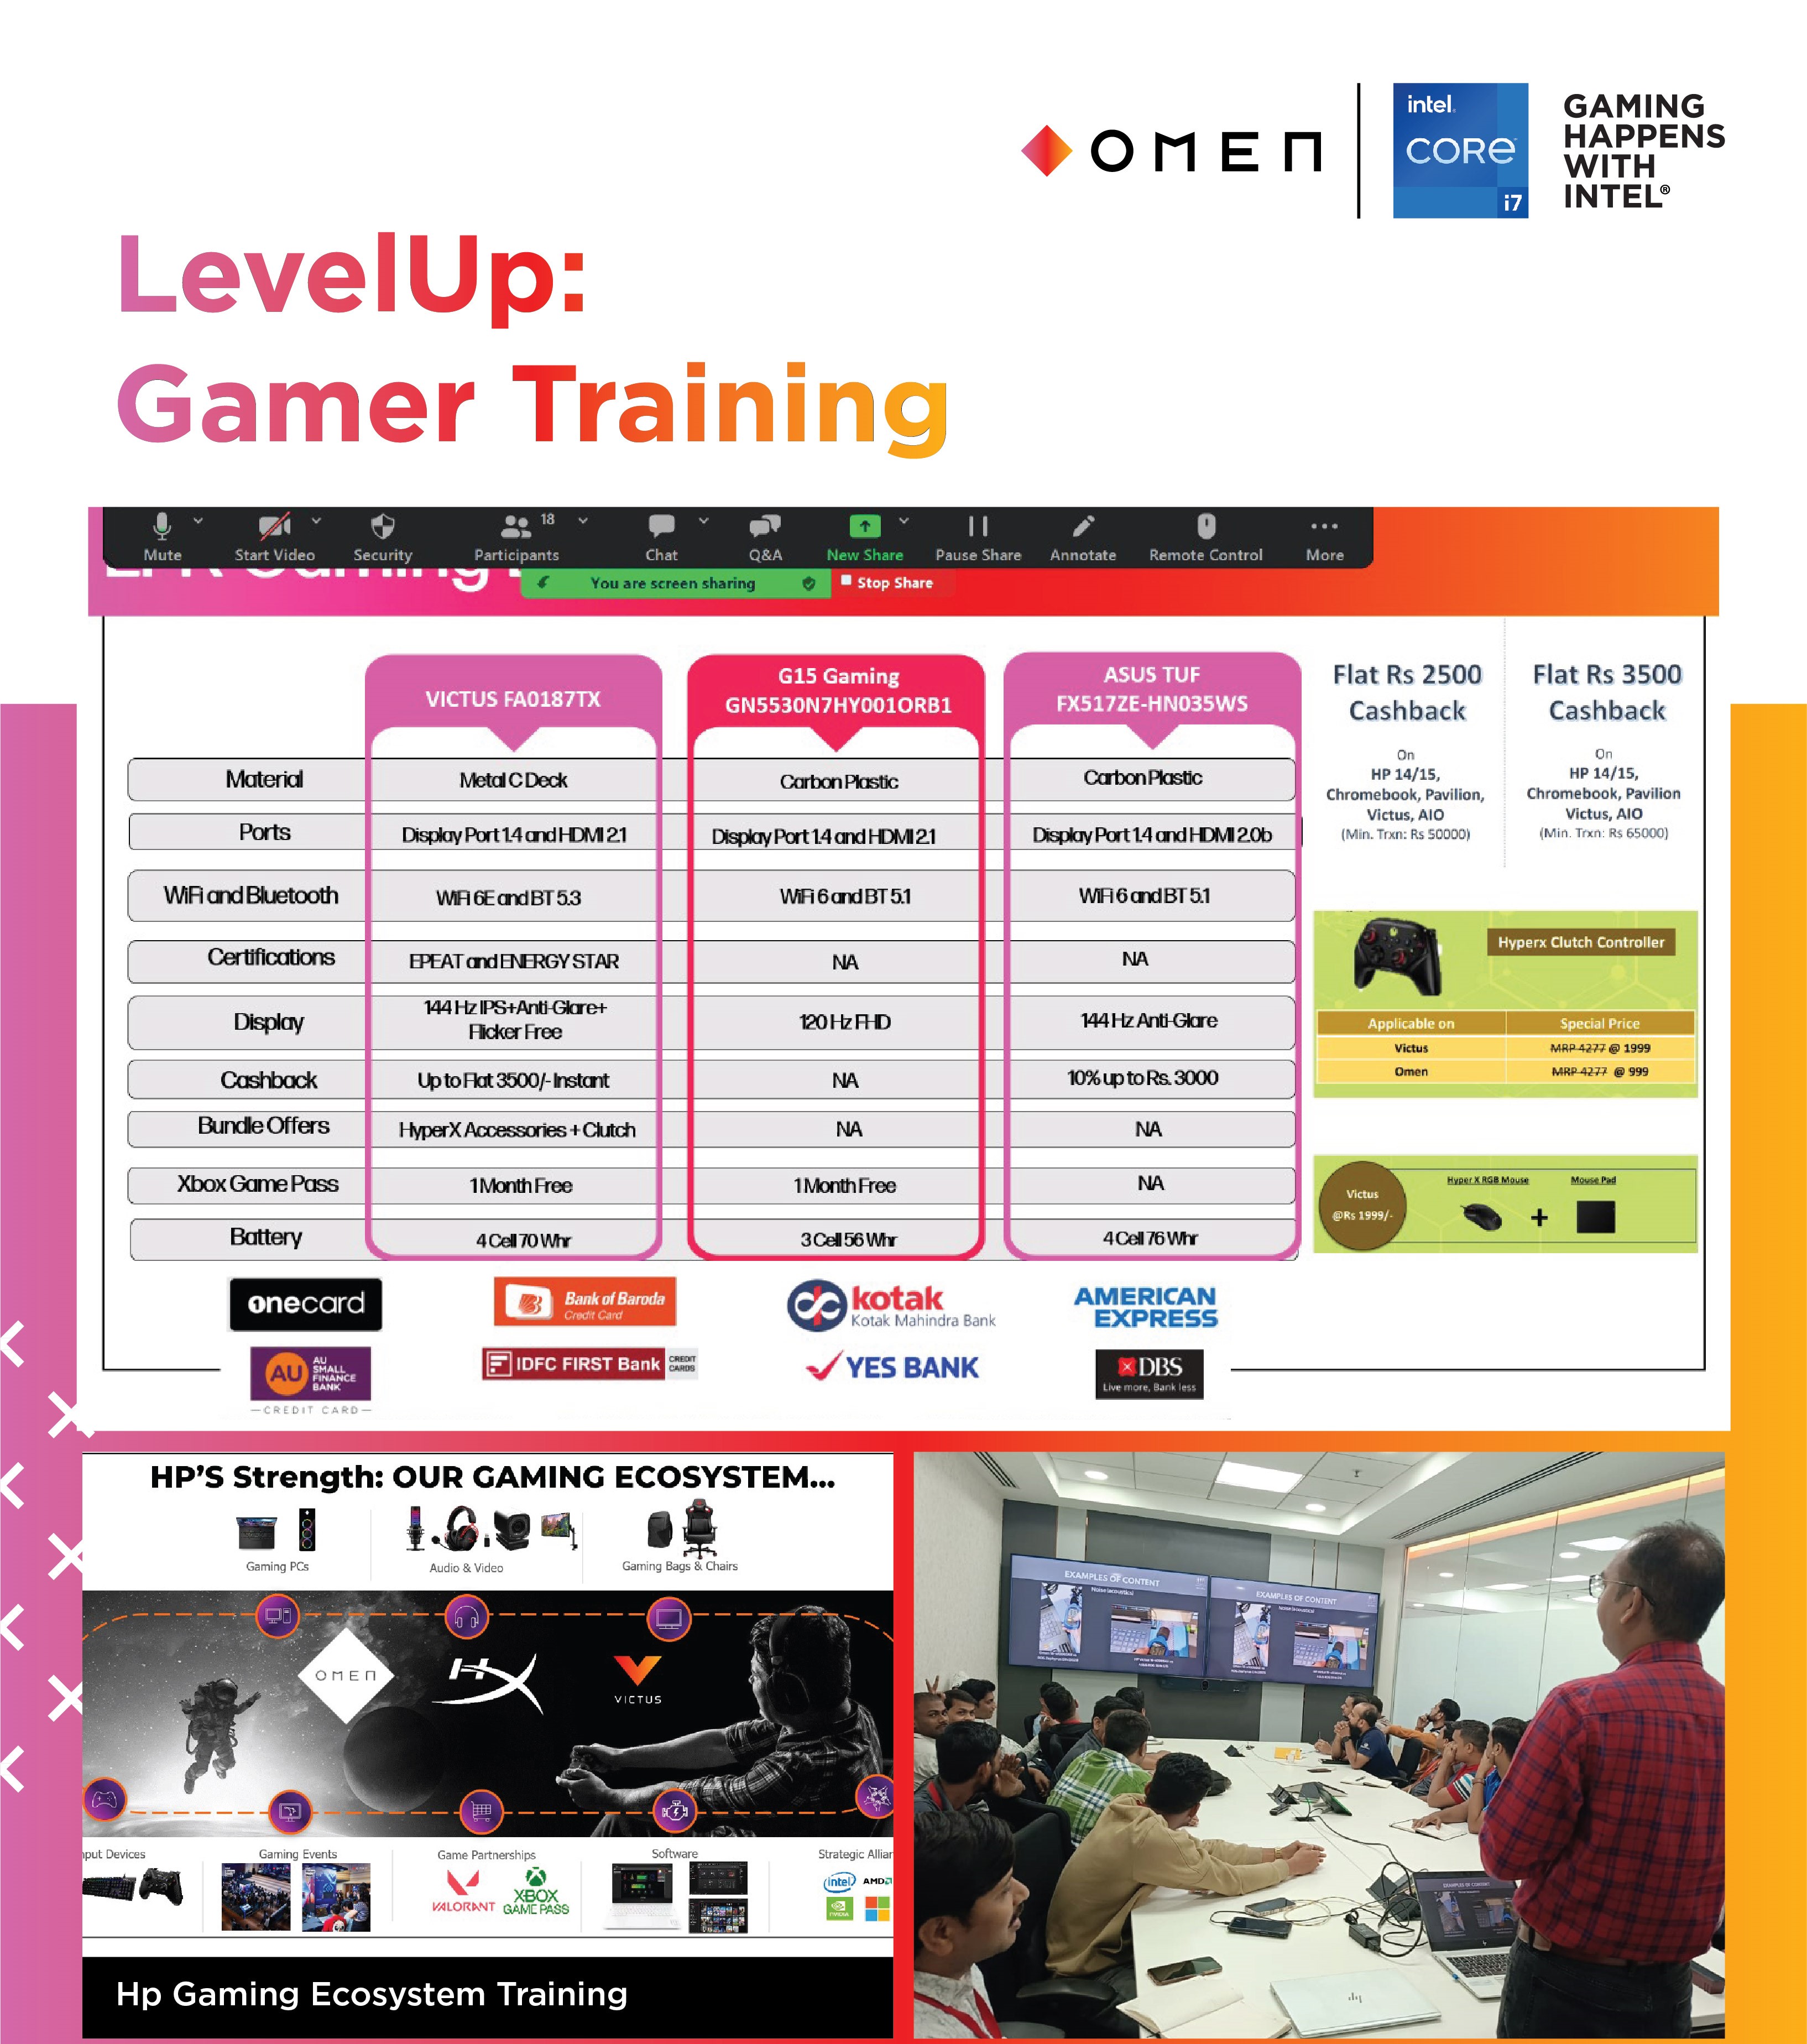 OMEN
intel.
CORE
i7
GAMING
HAPPENS
WITH
INTEL®
LevelUp:
Gamer Training
Mute
Start Video
Security
18
Participants
Chat
Q&A
New Share
Pause Share
Annotate
Remote Control
More
You are screen sharing
Stop Share
VICTUS FA0187TX
G15 Gaming
GN5530N7HY001ORB1
ASUS TUF
FX517ZE-HN035WS
Material
Metal C Deck
Carbon Plastic
Carbon Plastic
Ports
Display Port 1.4 and HDMI 2.1
Display Port 1.4 and HDMI 2.1
Display Port 1.4 and HDMI 2.0b
WiFi and Bluetooth
WiFi 6E and BT 5.3
WiFi 6 and BT 5.1
WiFi 6 and BT 5.1
Certifications
EPEAT and ENERGY STAR
NA
NA
Display
144 Hz IPS+Anti-Glare+
Flicker Free
120 Hz FHD
144 Hz Anti-Glare
Cashback
Up to Flat 3500/- Instant
NA
10% up to Rs. 3000
Bundle Offers
HyperX Accessories + Clutch
NA
NA
Xbox Game Pass
1 Month Free
1 Month Free
NA
Battery
4 Cell 70 Whr
3 Cell 56 Whr
4 Cell 76 Whr
Flat Rs 2500
Cashback
On
HP 14/15,
Chromebook, Pavilion,
Victus, AIO
(Min. Trxn: Rs 50000)
Flat Rs 3500
Cashback
On
HP 14/15,
Chromebook, Pavilion
Victus, AIO
(Min. Trxn: Rs 65000)
Hyperx Clutch Controller
Applicable on
Special Price
Victus
MRP 4277 @ 1999
Omen
MRP 4277 @ 999
Victus
@Rs 1999/-
Hyper X RGB Mouse
+
Mouse Pad
onecard
Bank of Baroda
Credit Card
kotak
Kotak Mahindra Bank
AMERICAN
EXPRESS
AU
AU
SMALL
FINANCE
BANK
—CREDIT CARD—
IDFC FIRST Bank
CREDIT
CARDS
YES BANK
DBS
Live more, Bank less
HP'S Strength: OUR GAMING ECOSYSTEM...
Gaming PCs
Audio & Video
Gaming Bags & Chairs
OMEN
HX
VICTUS
put Devices
Gaming Events
Game Partnerships
Software
Strategic Allian
VALORANT
XBOX
GAME PASS
intel
AMD
NVIDIA
Hp Gaming Ecosystem Training
EXAMPLES OF CONTENT
Noise (acoustics)
EXAMPLES OF CONTENT
Noise (acoustics)
EXAMPLES OF CONTENT
hp